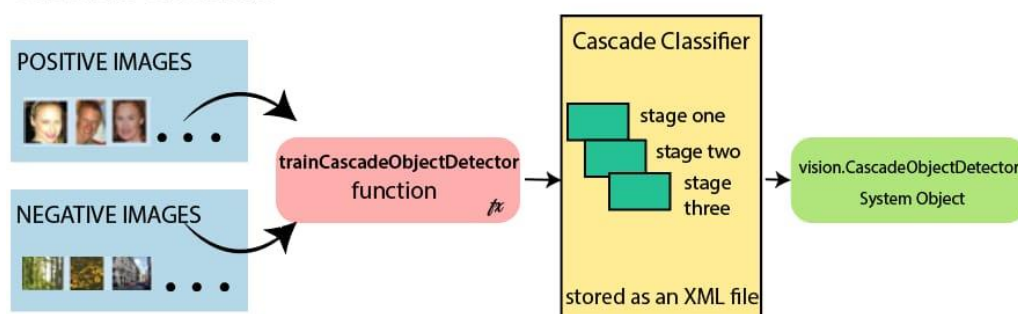 POSITIVE IMAGES
NEGATIVE IMAGES
trainCascadeObjectDetector
function
fx
Cascade Classifier
stage one
stage two
stage
three
stored as an XML file
vision.CascadeObjectDetector
System Object